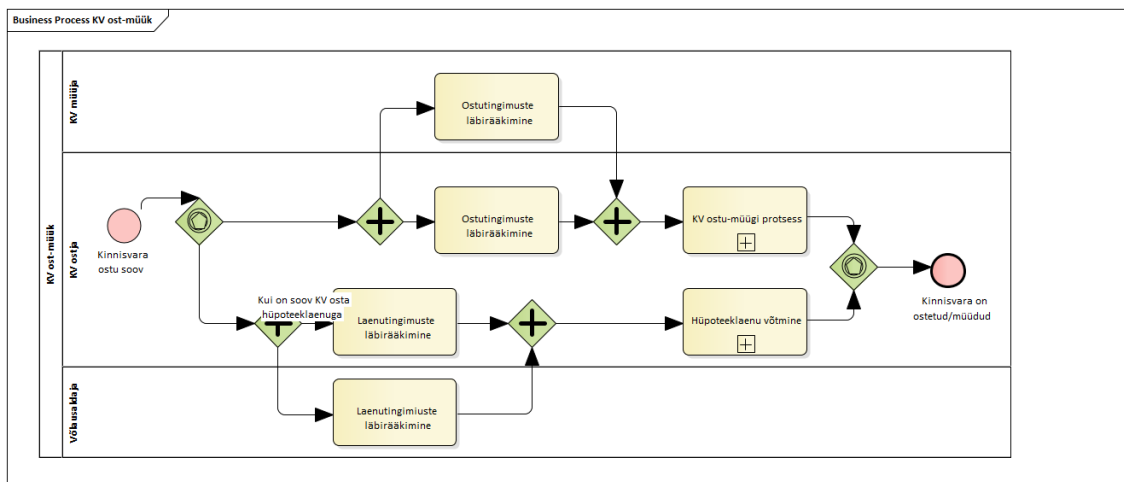 Business Process KV ost-müük
KV ost-müük
KV müüja
Ostutingimuste
läbirääkimine
KV ostja
Kinnisvara
ostu soov
Ostutingimuste
läbirääkimine
KV ostu-müügi protsess
Kinnisvara on
ostetud/müüdud
Kui on soov KV osta
hüpoteeklaenuga
Laenutingimuste
läbirääkimine
Hüpoteeklaenu võtmine
Võlausaldaja
Laenutingimiuste
läbirääkimine